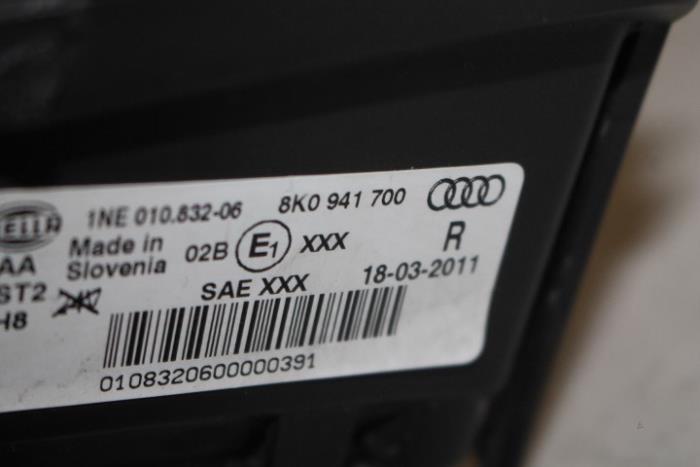 HELLA 1NE 010.832-06 8K0 941 700
AA Made in Slovenia 02B E1 XXX R
ST2 SAE XXX 18-03-2011
H8
0108320600000391